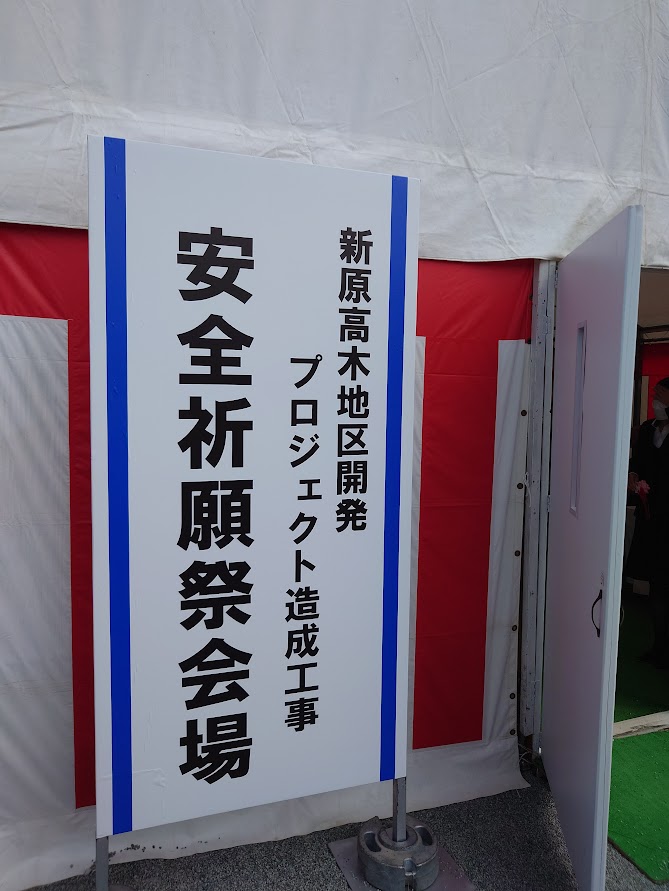 新原高木地区開発
プロジェクト造成工事
安全祈願祭会場